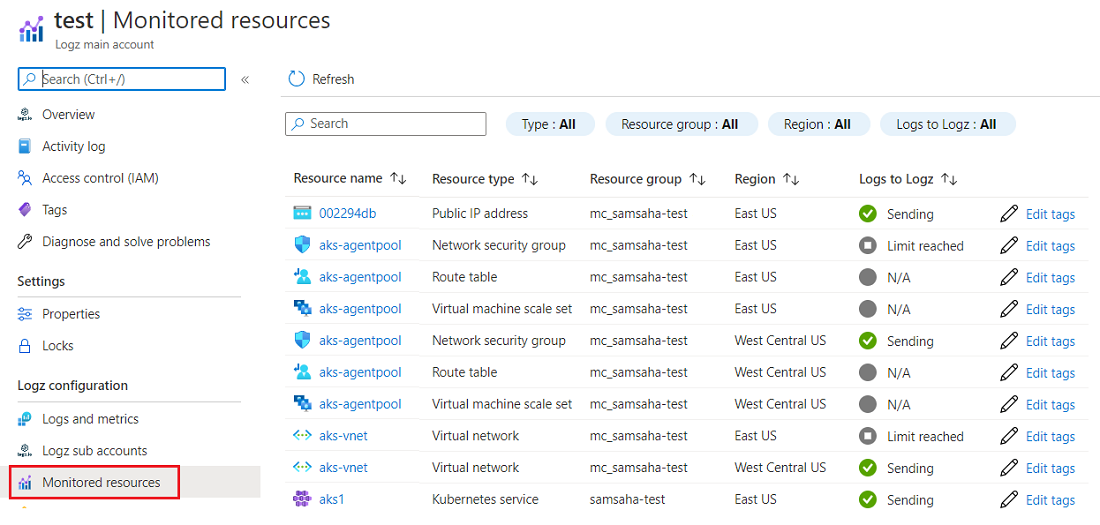 test | Monitored resources
Logz main account
Search (Ctrl+/) «
Overview
Activity log
Access control (IAM)
Tags
Diagnose and solve problems
Settings
Properties
Locks
Logz configuration
Logs and metrics
Logz sub accounts
Monitored resources
Refresh
Search Type : All Resource group : All Region : All Logs to Logz : All
Resource name ↑↓ Resource type ↑↓ Resource group ↑↓ Region ↑↓ Logs to Logz ↑↓
002294db Public IP address mc_samsaha-test East US Sending Edit tags
aks-agentpool Network security group mc_samsaha-test East US Limit reached Edit tags
aks-agentpool Route table mc_samsaha-test East US N/A Edit tags
aks-agentpool Virtual machine scale set mc_samsaha-test East US N/A Edit tags
aks-agentpool Network security group mc_samsaha-test West Central US Sending Edit tags
aks-agentpool Route table mc_samsaha-test West Central US N/A Edit tags
aks-agentpool Virtual machine scale set mc_samsaha-test West Central US N/A Edit tags
aks-vnet Virtual network mc_samsaha-test East US Limit reached Edit tags
aks-vnet Virtual network mc_samsaha-test West Central US Sending Edit tags
aks1 Kubernetes service samsaha-test East US Sending Edit tags